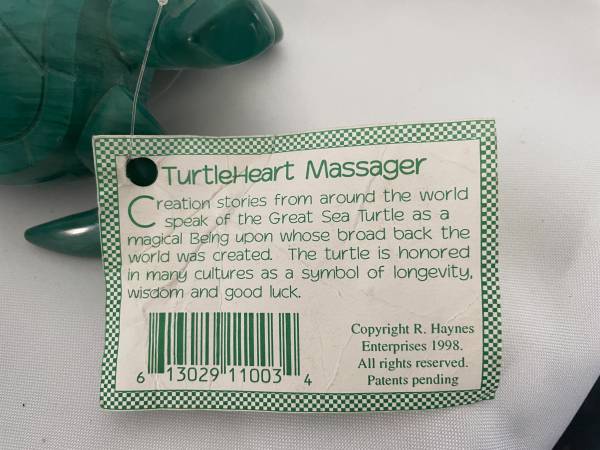 TurtleHeart Massager
Creation stories from around the world
speak of the Great Sea Turtle as a
magical Being upon whose broad back the
world was created. The turtle is honored
in many cultures as a symbol of longevity,
wisdom and good luck.
Copyright R. Haynes
Enterprises 1998.
All rights reserved.
Patents pending
6 13029 11003 4